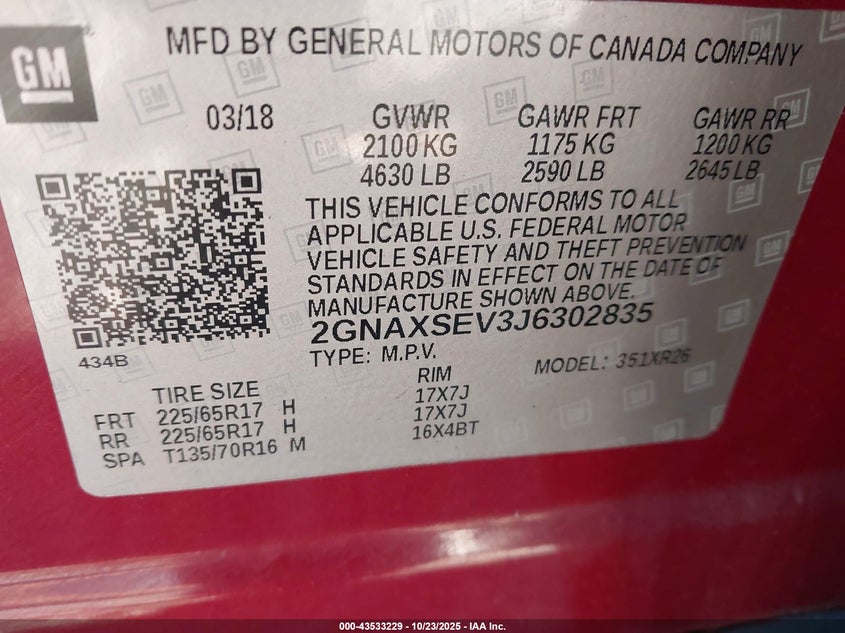 GM
MFD BY GENERAL MOTORS OF CANADA COMPANY
03/18 GVWR GAWR FRT GAWR RR
2100 KG 1175 KG 1200 KG
4630 LB 2590 LB 2645 LB
THIS VEHICLE CONFORMS TO ALL
APPLICABLE U.S. FEDERAL MOTOR
VEHICLE SAFETY AND THEFT PREVENTION
STANDARDS IN EFFECT ON THE DATE OF
MANUFACTURE SHOWN ABOVE.
2GNAXSEV3J6302835
434B TYPE: M.P.V. MODEL: 351XR26
TIRE SIZE RIM
FRT 225/65R17 H 17X7J
RR 225/65R17 H 17X7J
SPA T135/70R16 M 16X4BT
000-43533229 - 10/23/2025 - IAA Inc.